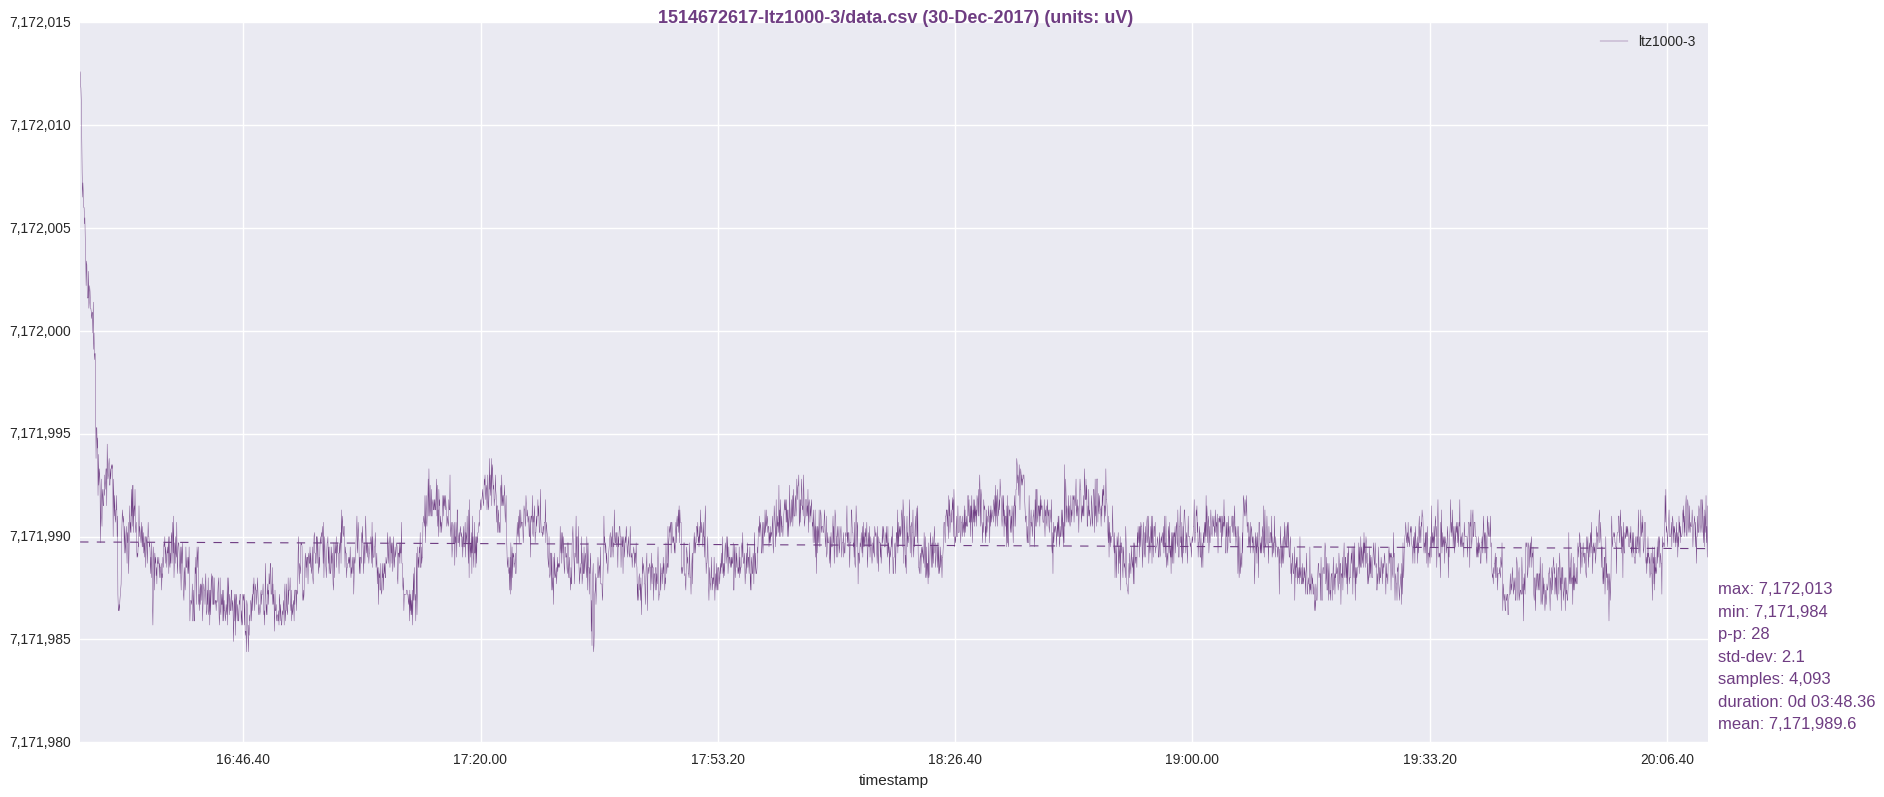 1514672617-ltz1000-3/data.csv (30-Dec-2017) (units: uV)
ltz1000-3
7,172,015
7,172,010
7,172,005
7,172,000
7,171,995
7,171,990
7,171,985
7,171,980
16:46.40 17:20.00 17:53.20 18:26.40 19:00.00 19:33.20 20:06.40
timestamp
max: 7,172,013
min: 7,171,984
p-p: 28
std-dev: 2.1
samples: 4,093
duration: 0d 03:48.36
mean: 7,171,989.6